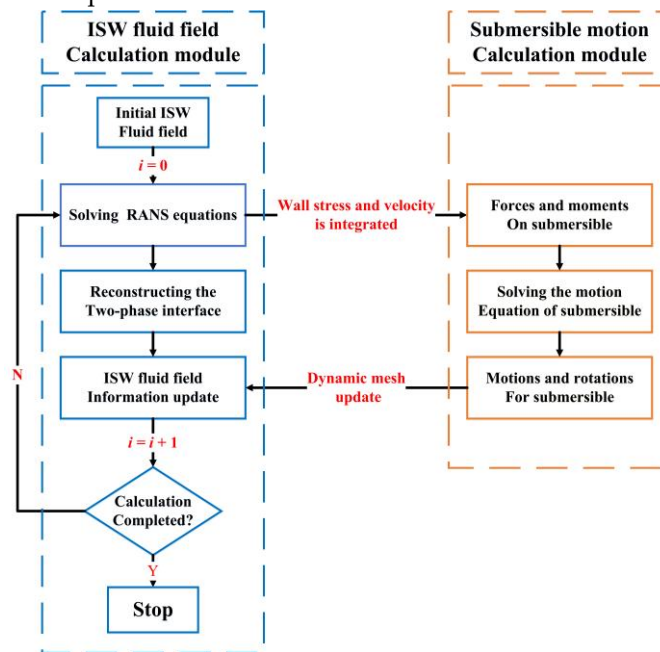 ISW fluid field
Calculation module
Submersible motion
Calculation module
Initial ISW
Fluid field
i = 0
Solving RANS equations
Wall stress and velocity
is integrated
Forces and moments
On submersible
Reconstructing the
Two-phase interface
Solving the motion
Equation of submersible
N
ISW fluid field
Information update
Dynamic mesh
update
Motions and rotations
For submersible
i = i + 1
Calculation
Completed?
Y
Stop